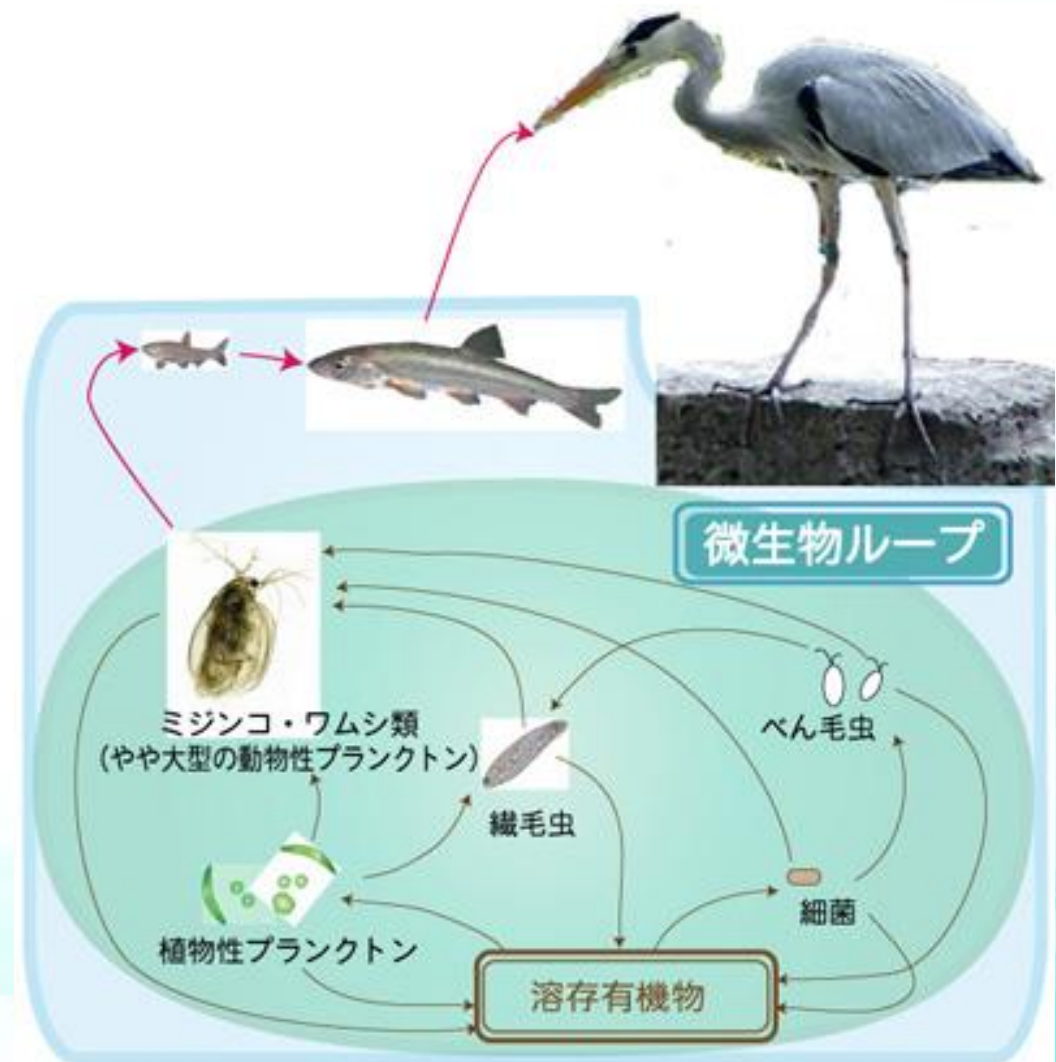 微生物ループ
ミジンコ・ワムシ類
（やや大型の動物性プランクトン）
べん毛虫
繊毛虫
細菌
植物性プランクトン
溶存有機物